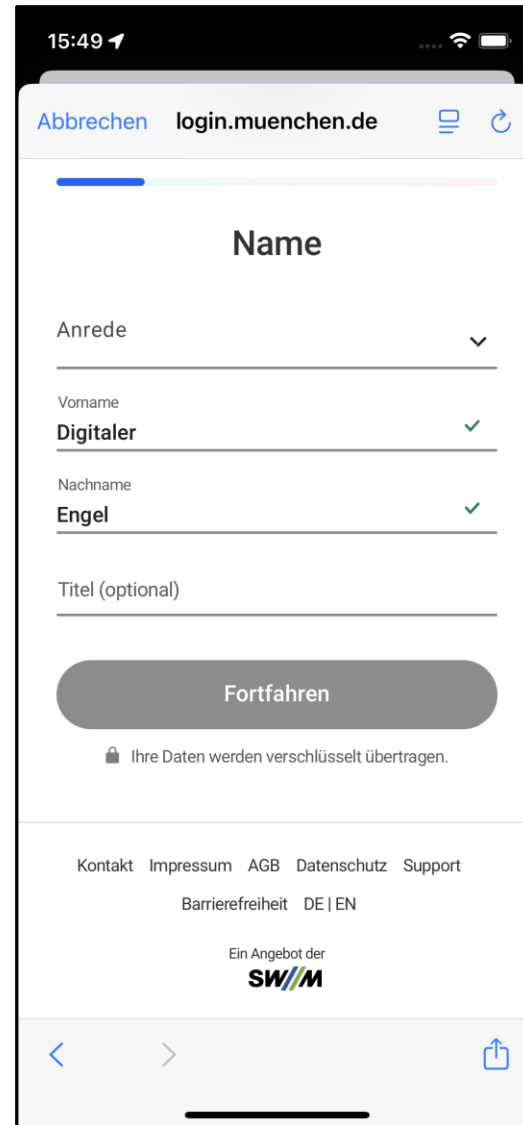 15:49
Abbrechen login.muenchen.de
Name
Anrede
Vorname
Digitaler
Nachname
Engel
Titel (optional)
Fortfahren
Ihre Daten werden verschlüsselt übertragen.
Kontakt Impressum AGB Datenschutz Support
Barrierefreiheit DE | EN
Ein Angebot der
SW//M